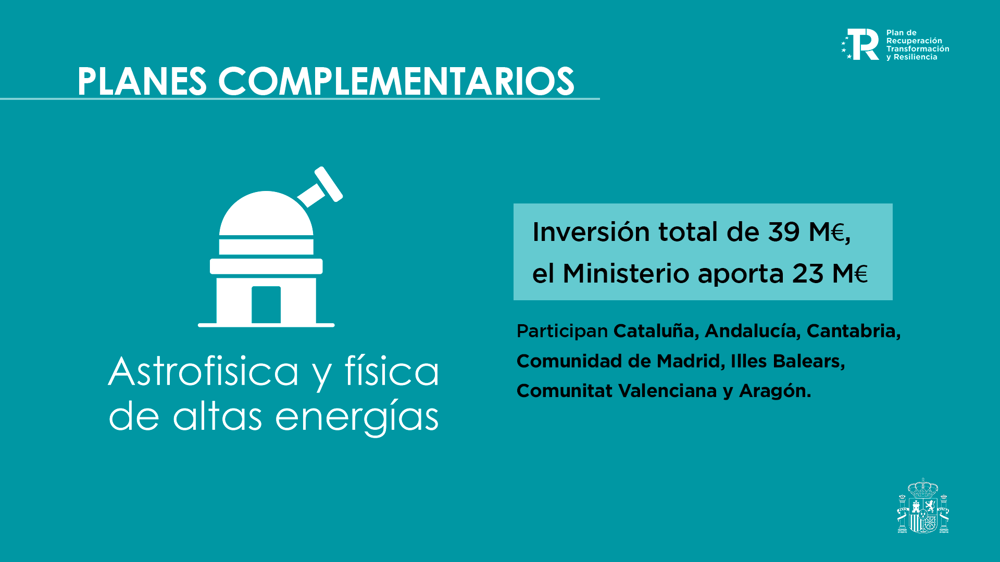 Plan de
Recuperación
Transformación
y Resiliencia
TR
PLANES COMPLEMENTARIOS
Astrofisica y física
de altas energías
Inversión total de 39 M€,
el Ministerio aporta 23 M€
Participan Cataluña, Andalucía, Cantabria,
Comunidad de Madrid, Illes Balears,
Comunitat Valenciana y Aragón.